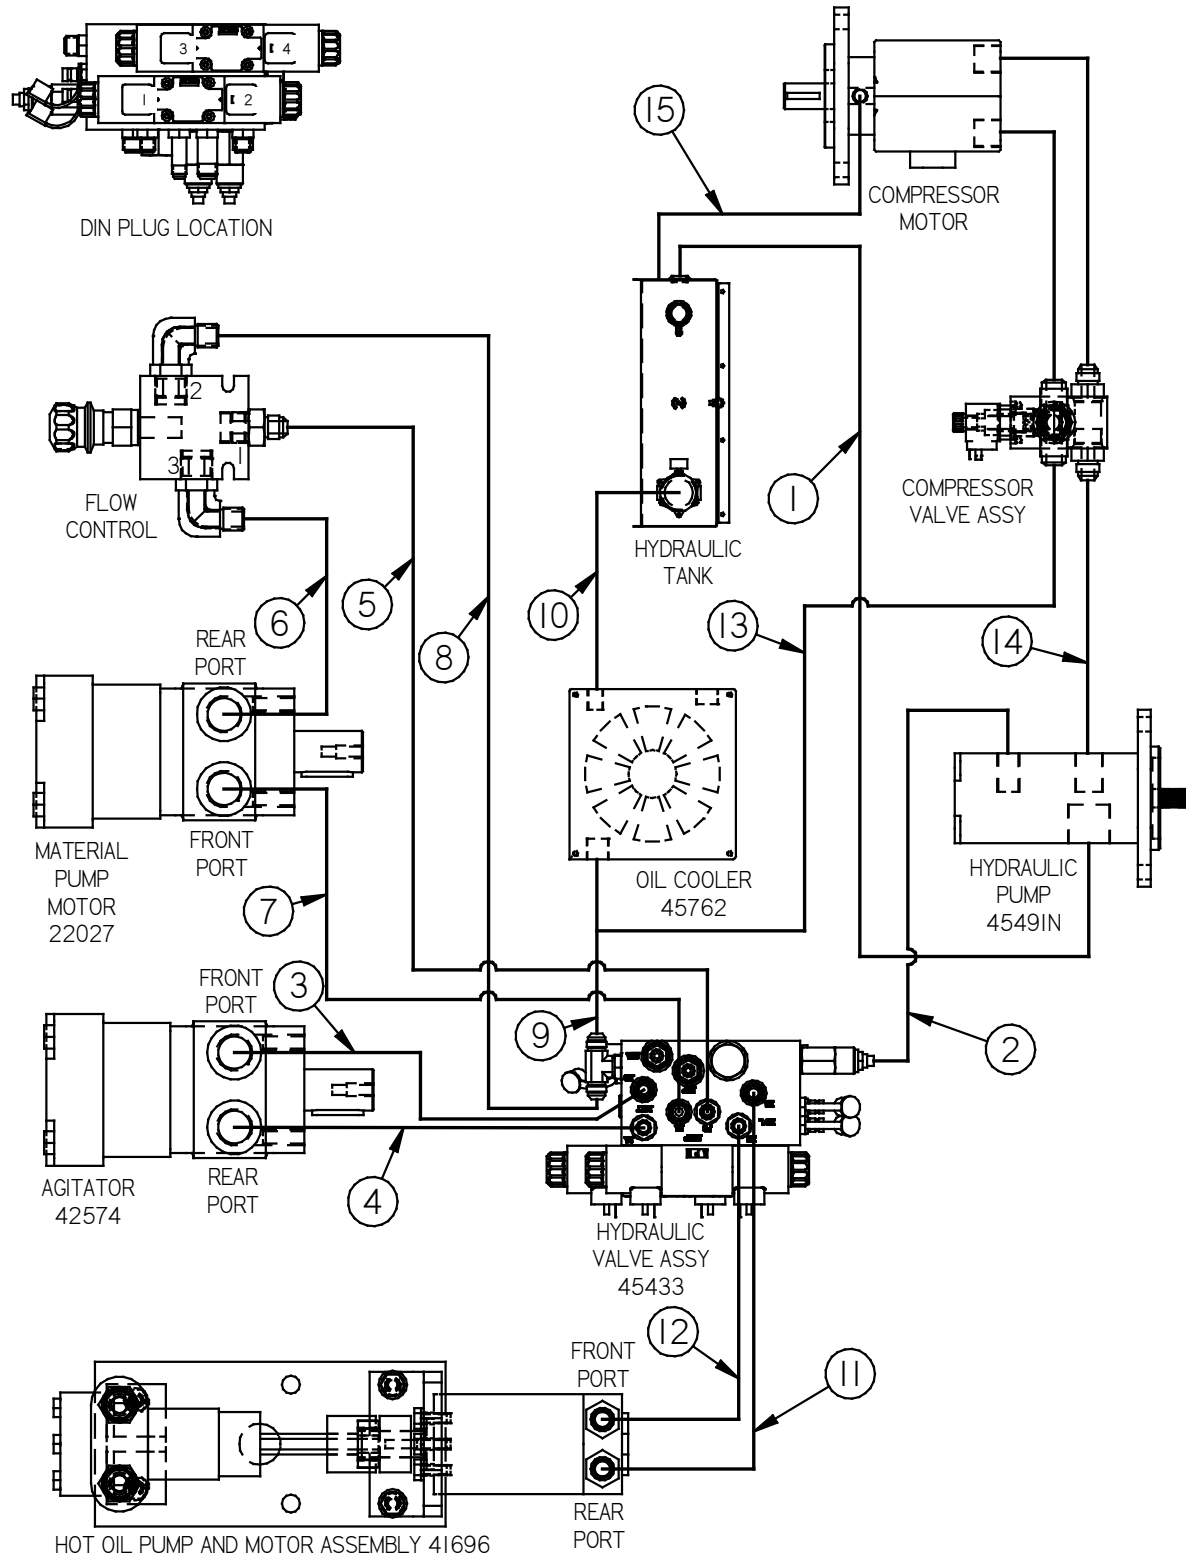 3
4
1
2
DIN PLUG LOCATION
15
COMPRESSOR
MOTOR
2
1
3
FLOW
CONTROL
1
COMPRESSOR
VALVE ASSY
HYDRAULIC
TANK
6
5
8
10
13
14
REAR
PORT
MATERIAL
PUMP
MOTOR
22027
FRONT
PORT
OIL COOLER
45762
HYDRAULIC
PUMP
45491N
7
FRONT
PORT
3
9
2
AGITATOR
42574
REAR
PORT
4
HYDRAULIC
VALVE ASSY
45433
12
11
FRONT
PORT
REAR
PORT
HOT OIL PUMP AND MOTOR ASSEMBLY 41696